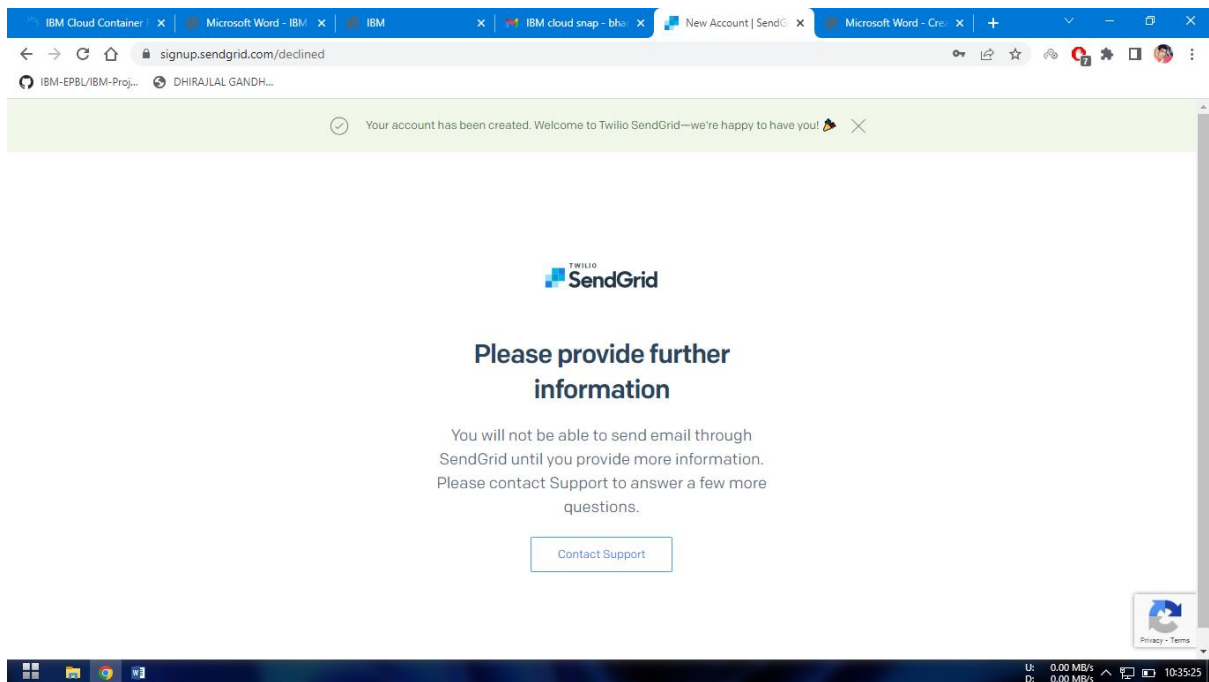 IBM Cloud Container
Microsoft Word - IBM
IBM
IBM cloud snap - bha
New Account | SendG
Microsoft Word - Cre
signup.sendgrid.com/declined
7
IBM-EPBL/IBM-Proj...
DHIRAJLAL GANDH...
Your account has been created. Welcome to Twilio SendGrid—we're happy to have you! 🎉
TWILIO
SendGrid
Please provide further
information
You will not be able to send email through
SendGrid until you provide more information.
Please contact Support to answer a few more
questions.
Contact Support
Privacy - Terms
U: 0.00 MB/s
D: 0.00 MB/s
10:35:25